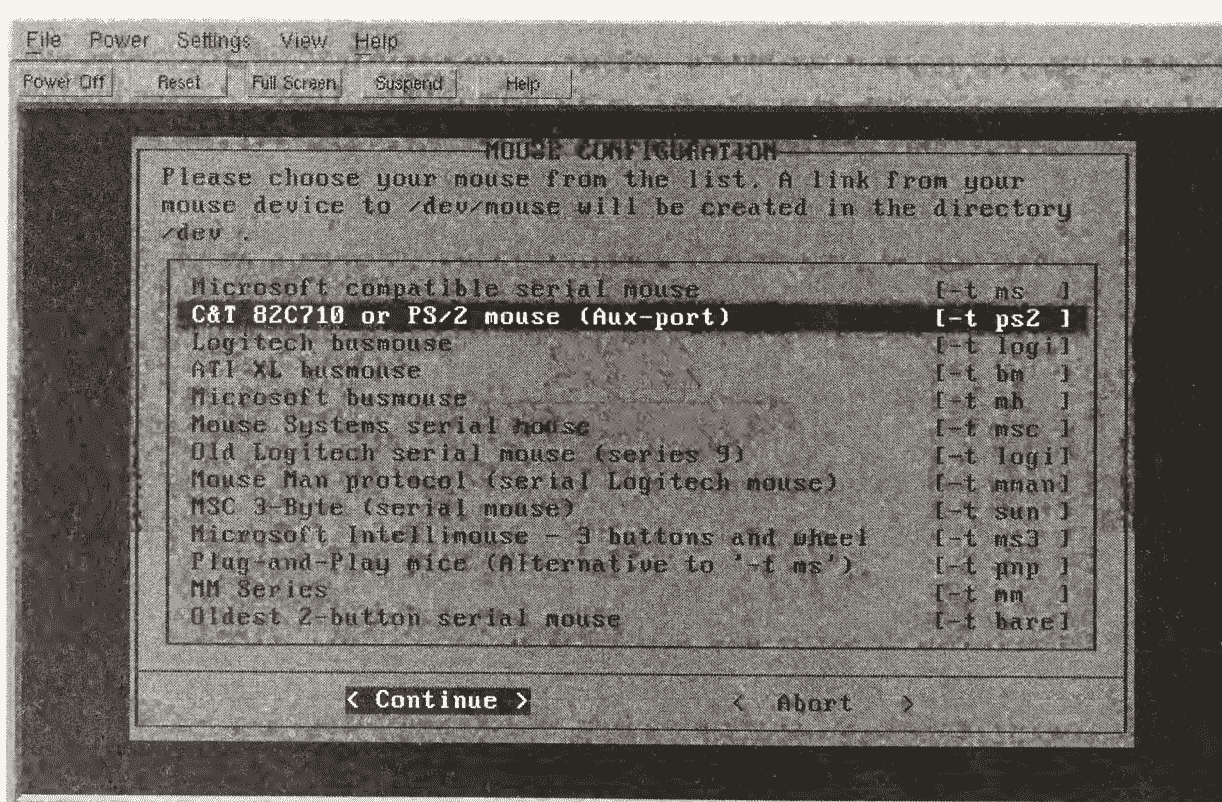 File Power Settings View Help
Power Off Reset Full Screen Suspend Help
MOUSE CONFIGURATION
Please choose your mouse from the list. A link from your
mouse device to /dev/mouse will be created in the directory
/dev .
Microsoft compatible serial mouse [-t ms ]
C&T 82C710 or PS/2 mouse (Aux-port) [-t ps2 ]
Logitech busmouse [-t logi]
ATI XL busmouse [-t bm ]
Microsoft busmouse [-t mb ]
Mouse Systems serial mouse [-t msc ]
Old Logitech serial mouse (series 9) [-t logi]
Mouse Man protocol (serial Logitech mouse) [-t mman]
MSC 3-Byte (serial mouse) [-t sun ]
Microsoft Intellimouse - 3 buttons and wheel [-t ms3 ]
Plug-and-Play mice (Alternative to '-t ms') [-t pnp ]
MM Series [-t mm ]
Oldest 2-button serial mouse [-t bare]
< Continue > < Abort >